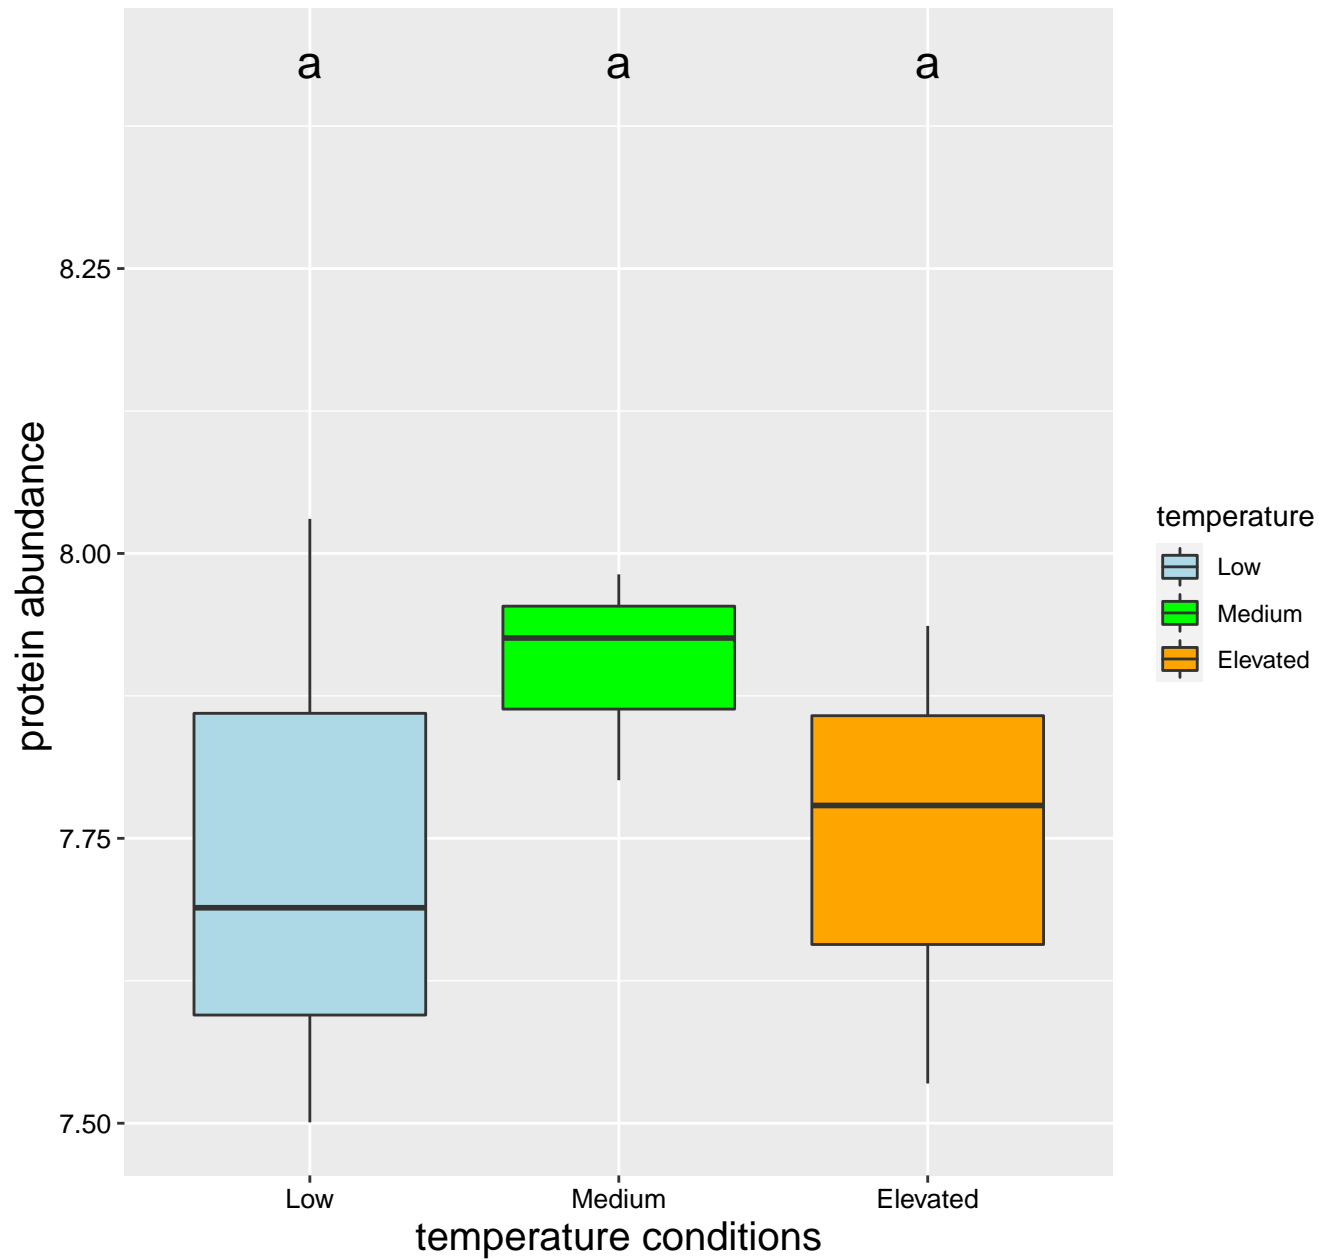 a a a
8.25
8.00
7.75
7.50
protein abundance
Low Medium Elevated
temperature conditions
temperature
Low
Medium
Elevated